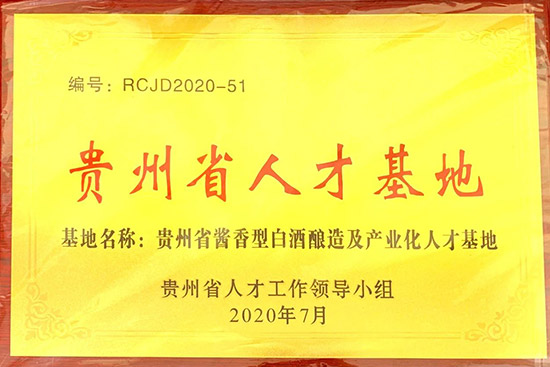 编号：RCJD2020-51
贵州省人才基地
基地名称：贵州省酱香型白酒酿造及产业化人才基地
贵州省人才工作领导小组
2020年7月